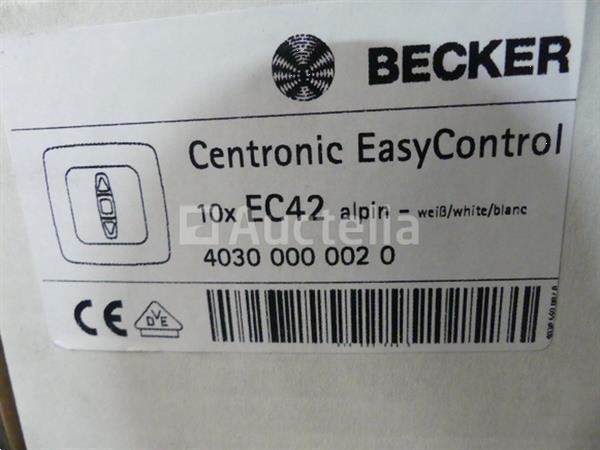 BECKER
Centronic EasyControl
10x EC42 alpin - weiß/white/blanc
Auctelia
4030 000 002 0
CE DVE